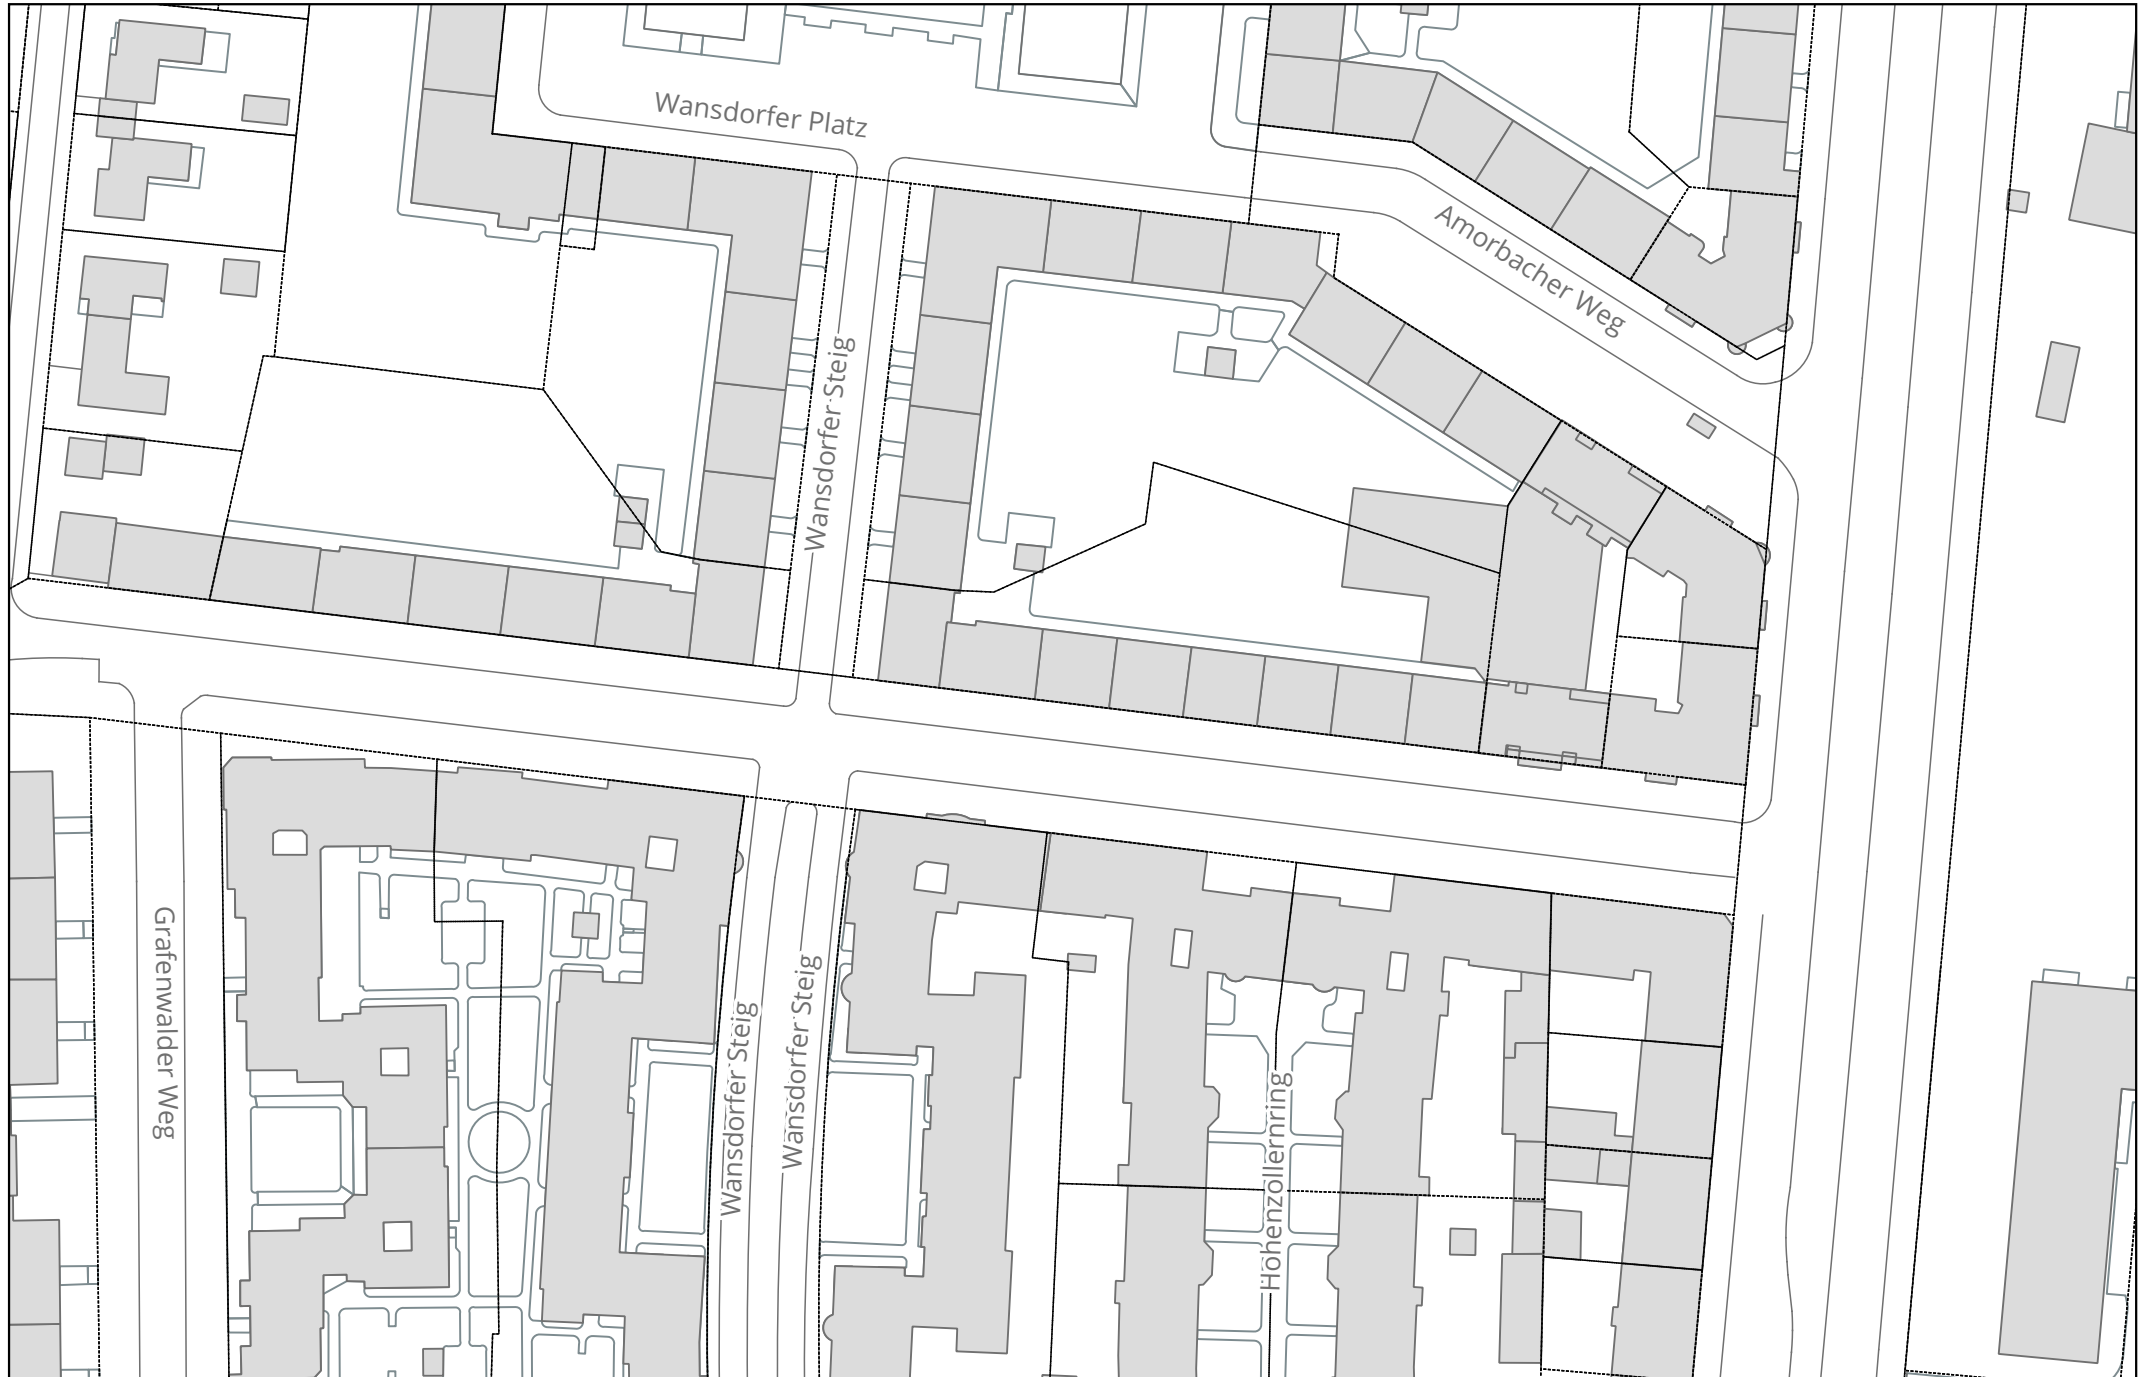 Wansdorfer Platz
Amorbacher Weg
Wansdorfer Steig
Grafenwalder Weg
Wansdorfer Steig
Wansdorfer Steig
Hohenzollernring